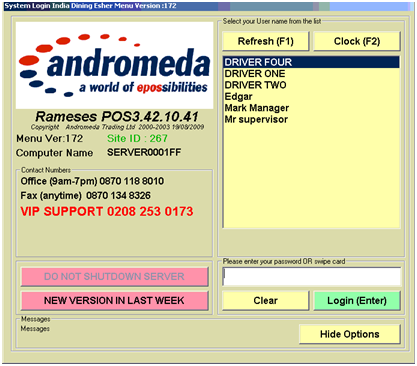 System Login India Dining Esher Menu Version :172
andromeda
a world of epossibilities
Rameses POS3.42.10.41
Copyright Andromeda Trading Ltd 2000-2003 19/08/2009
Menu Ver:172 Site ID : 267
Computer Name SERVER0001FF
Contact Numbers
Office (9am-7pm) 0870 118 8010
Fax (anytime) 0870 134 8326
VIP SUPPORT 0208 253 0173
DO NOT SHUTDOWN SERVER
NEW VERSION IN LAST WEEK
Messages
Messages
Select your User name from the list
Refresh (F1) Clock (F2)
DRIVER FOUR
DRIVER ONE
DRIVER TWO
Edgar
Mark Manager
Mr supervisor
Please enter your password OR swipe card
Clear Login (Enter)
Hide Options